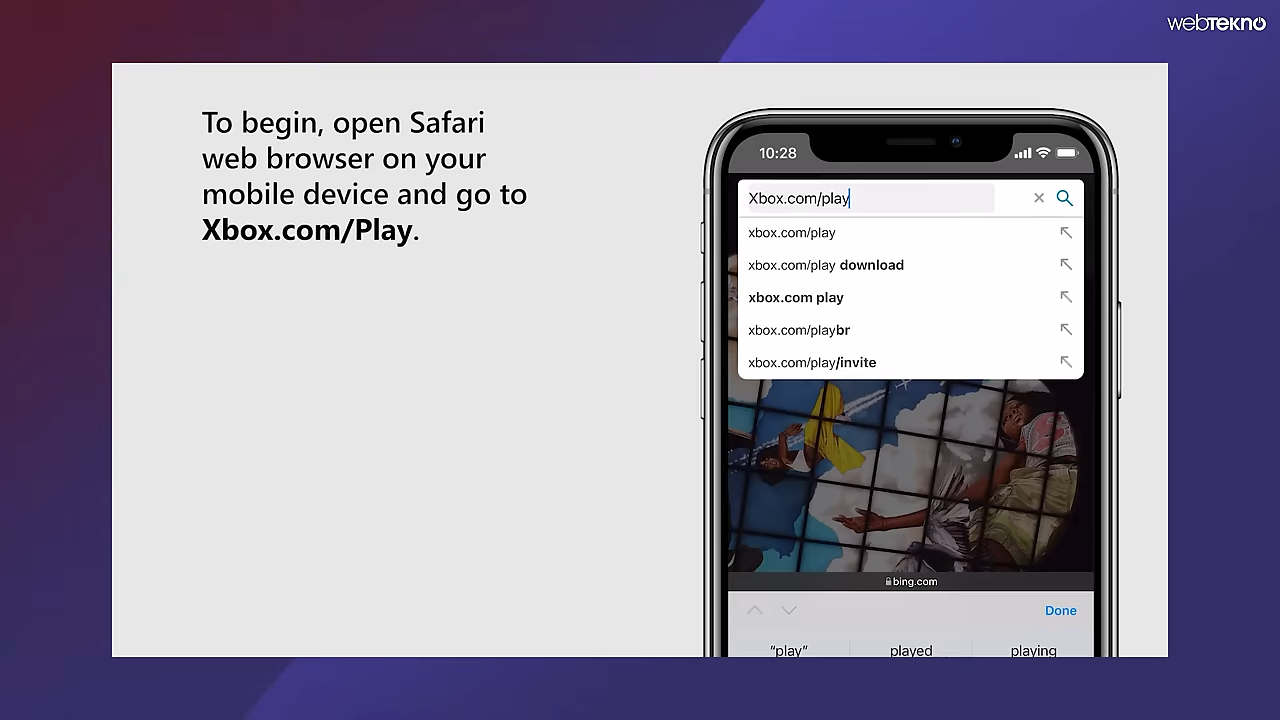 webTEKNO
To begin, open Safari
web browser on your
mobile device and go to
Xbox.com/Play.
10:28
Xbox.com/play
xbox.com/play
xbox.com/play download
xbox.com play
xbox.com/playbr
xbox.com/play/invite
bing.com
Done
"play" played playing